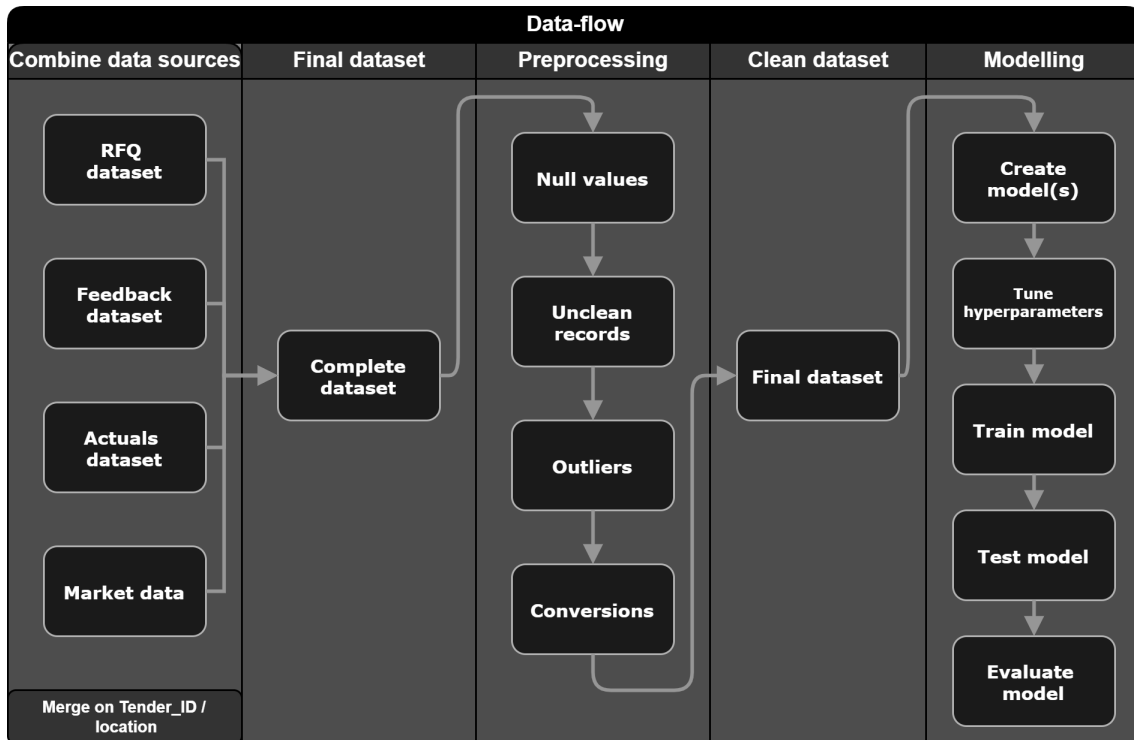 Data-flow
Combine data sources
Final dataset
Preprocessing
Clean dataset
Modelling
RFQ
dataset
Feedback
dataset
Actuals
dataset
Market data
Merge on Tender_ID /
location
Complete
dataset
Null values
Unclean
records
Outliers
Conversions
Final dataset
Create
model(s)
Tune
hyperparameters
Train model
Test model
Evaluate
model